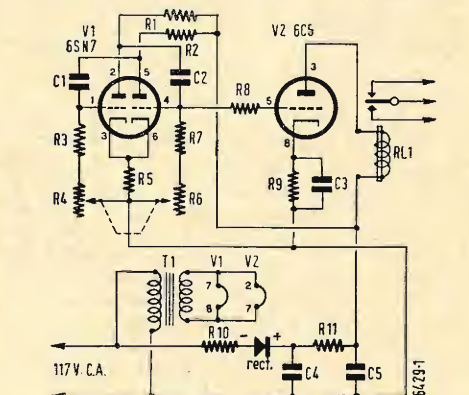 V1
6SN7
R1
R2
V2 6C5
C1
2
5
C2
3
1
4
R8
5
R3
3
6
R7
8
RL1
R4
R5
R6
R9
C3
T1
V1
V2
7
8
2
7
R10
-
+
rect.
R11
117 V. C.A.
C4
C5
6429-1